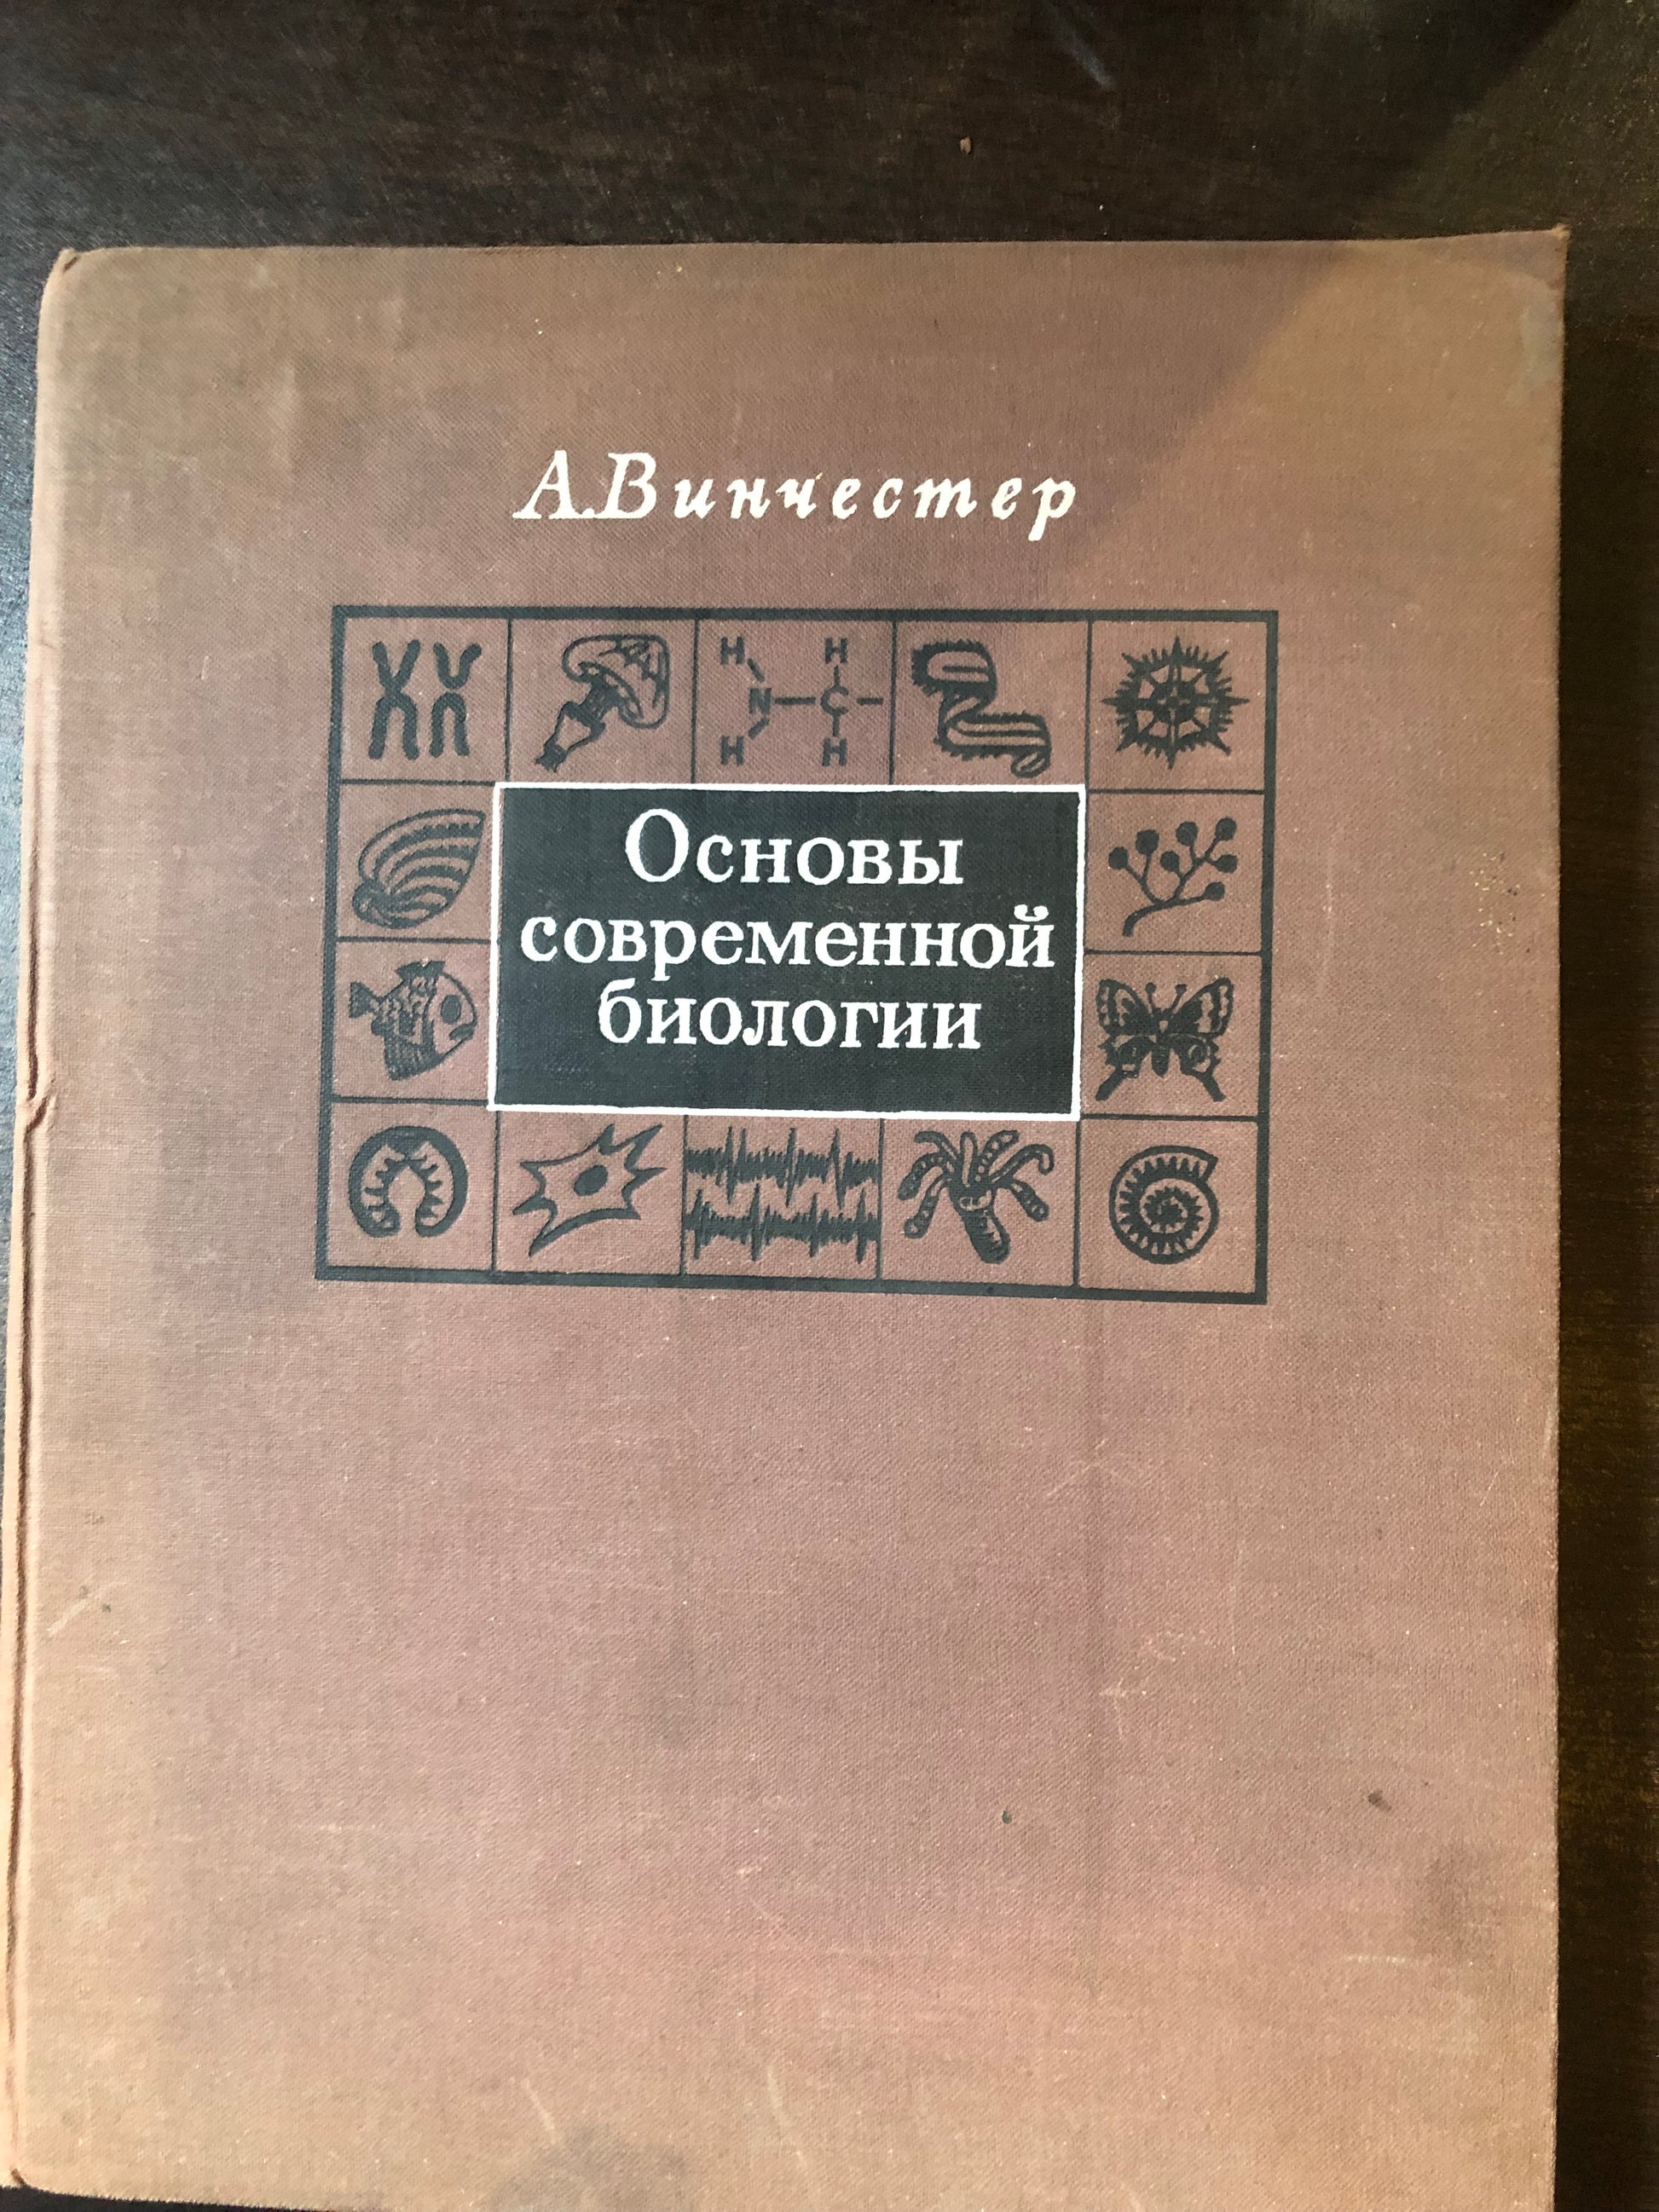 А. Винчестер
H H
N C
H H
Основы
современной
биологии